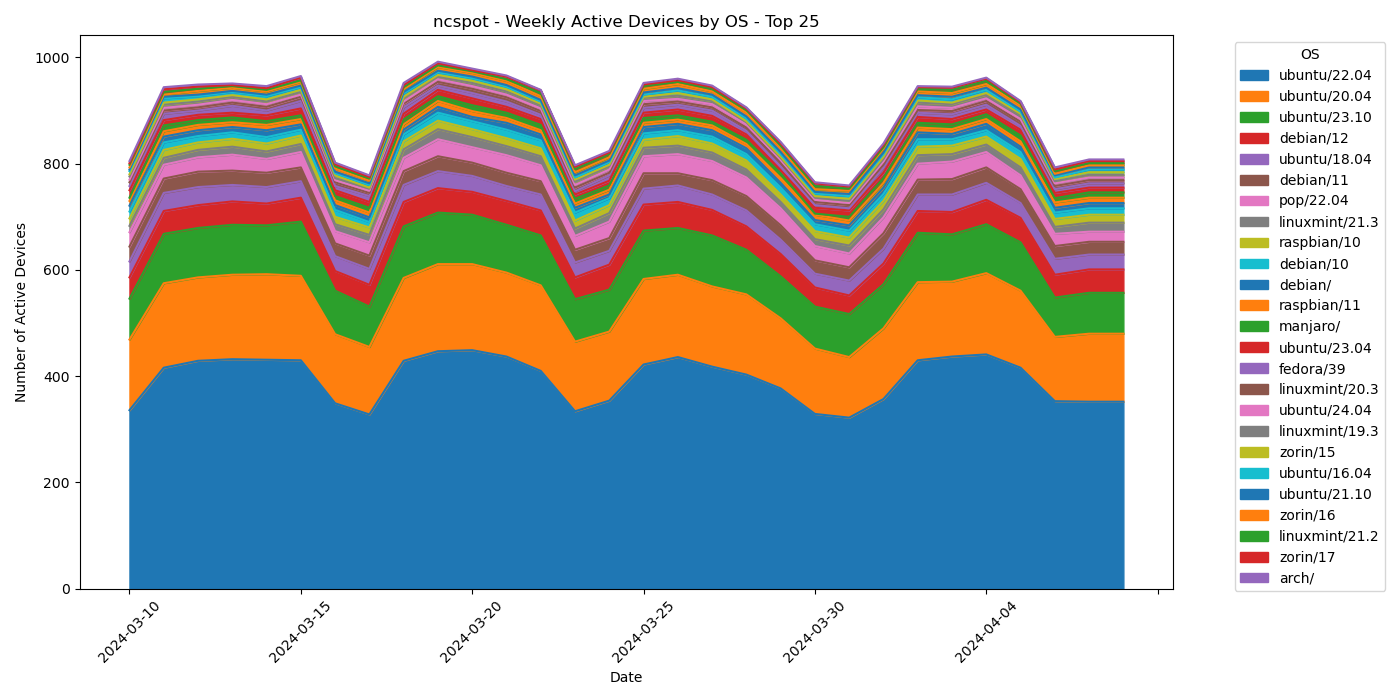 ncspot - Weekly Active Devices by OS - Top 25
Number of Active Devices
1000
800
600
400
200
0
2024-03-10
2024-03-15
2024-03-20
2024-03-25
2024-03-30
2024-04-04
Date
OS
ubuntu/22.04
ubuntu/20.04
ubuntu/23.10
debian/12
ubuntu/18.04
debian/11
pop/22.04
linuxmint/21.3
raspbian/10
debian/10
debian/
raspbian/11
manjaro/
ubuntu/23.04
fedora/39
linuxmint/20.3
ubuntu/24.04
linuxmint/19.3
zorin/15
ubuntu/16.04
ubuntu/21.10
zorin/16
linuxmint/21.2
zorin/17
arch/